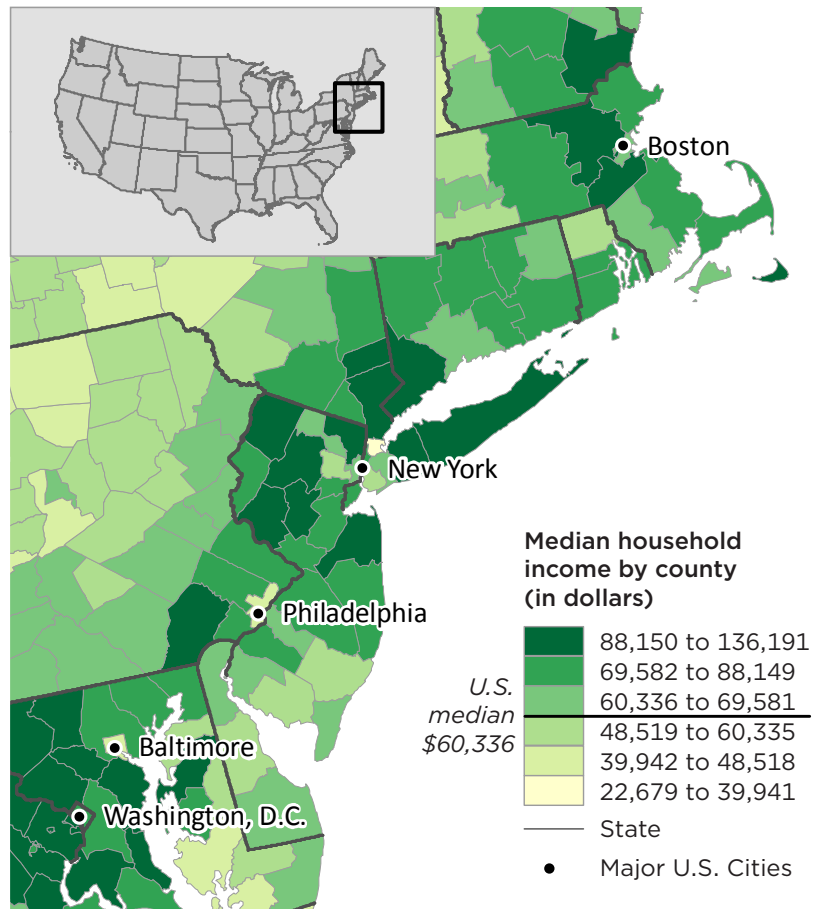 Boston
New York
Philadelphia
Baltimore
Washington, D.C.
Median household
income by county
(in dollars)
88,150 to 136,191
69,582 to 88,149
60,336 to 69,581
U.S.
median
$60,336
48,519 to 60,335
39,942 to 48,518
22,679 to 39,941
State
Major U.S. Cities